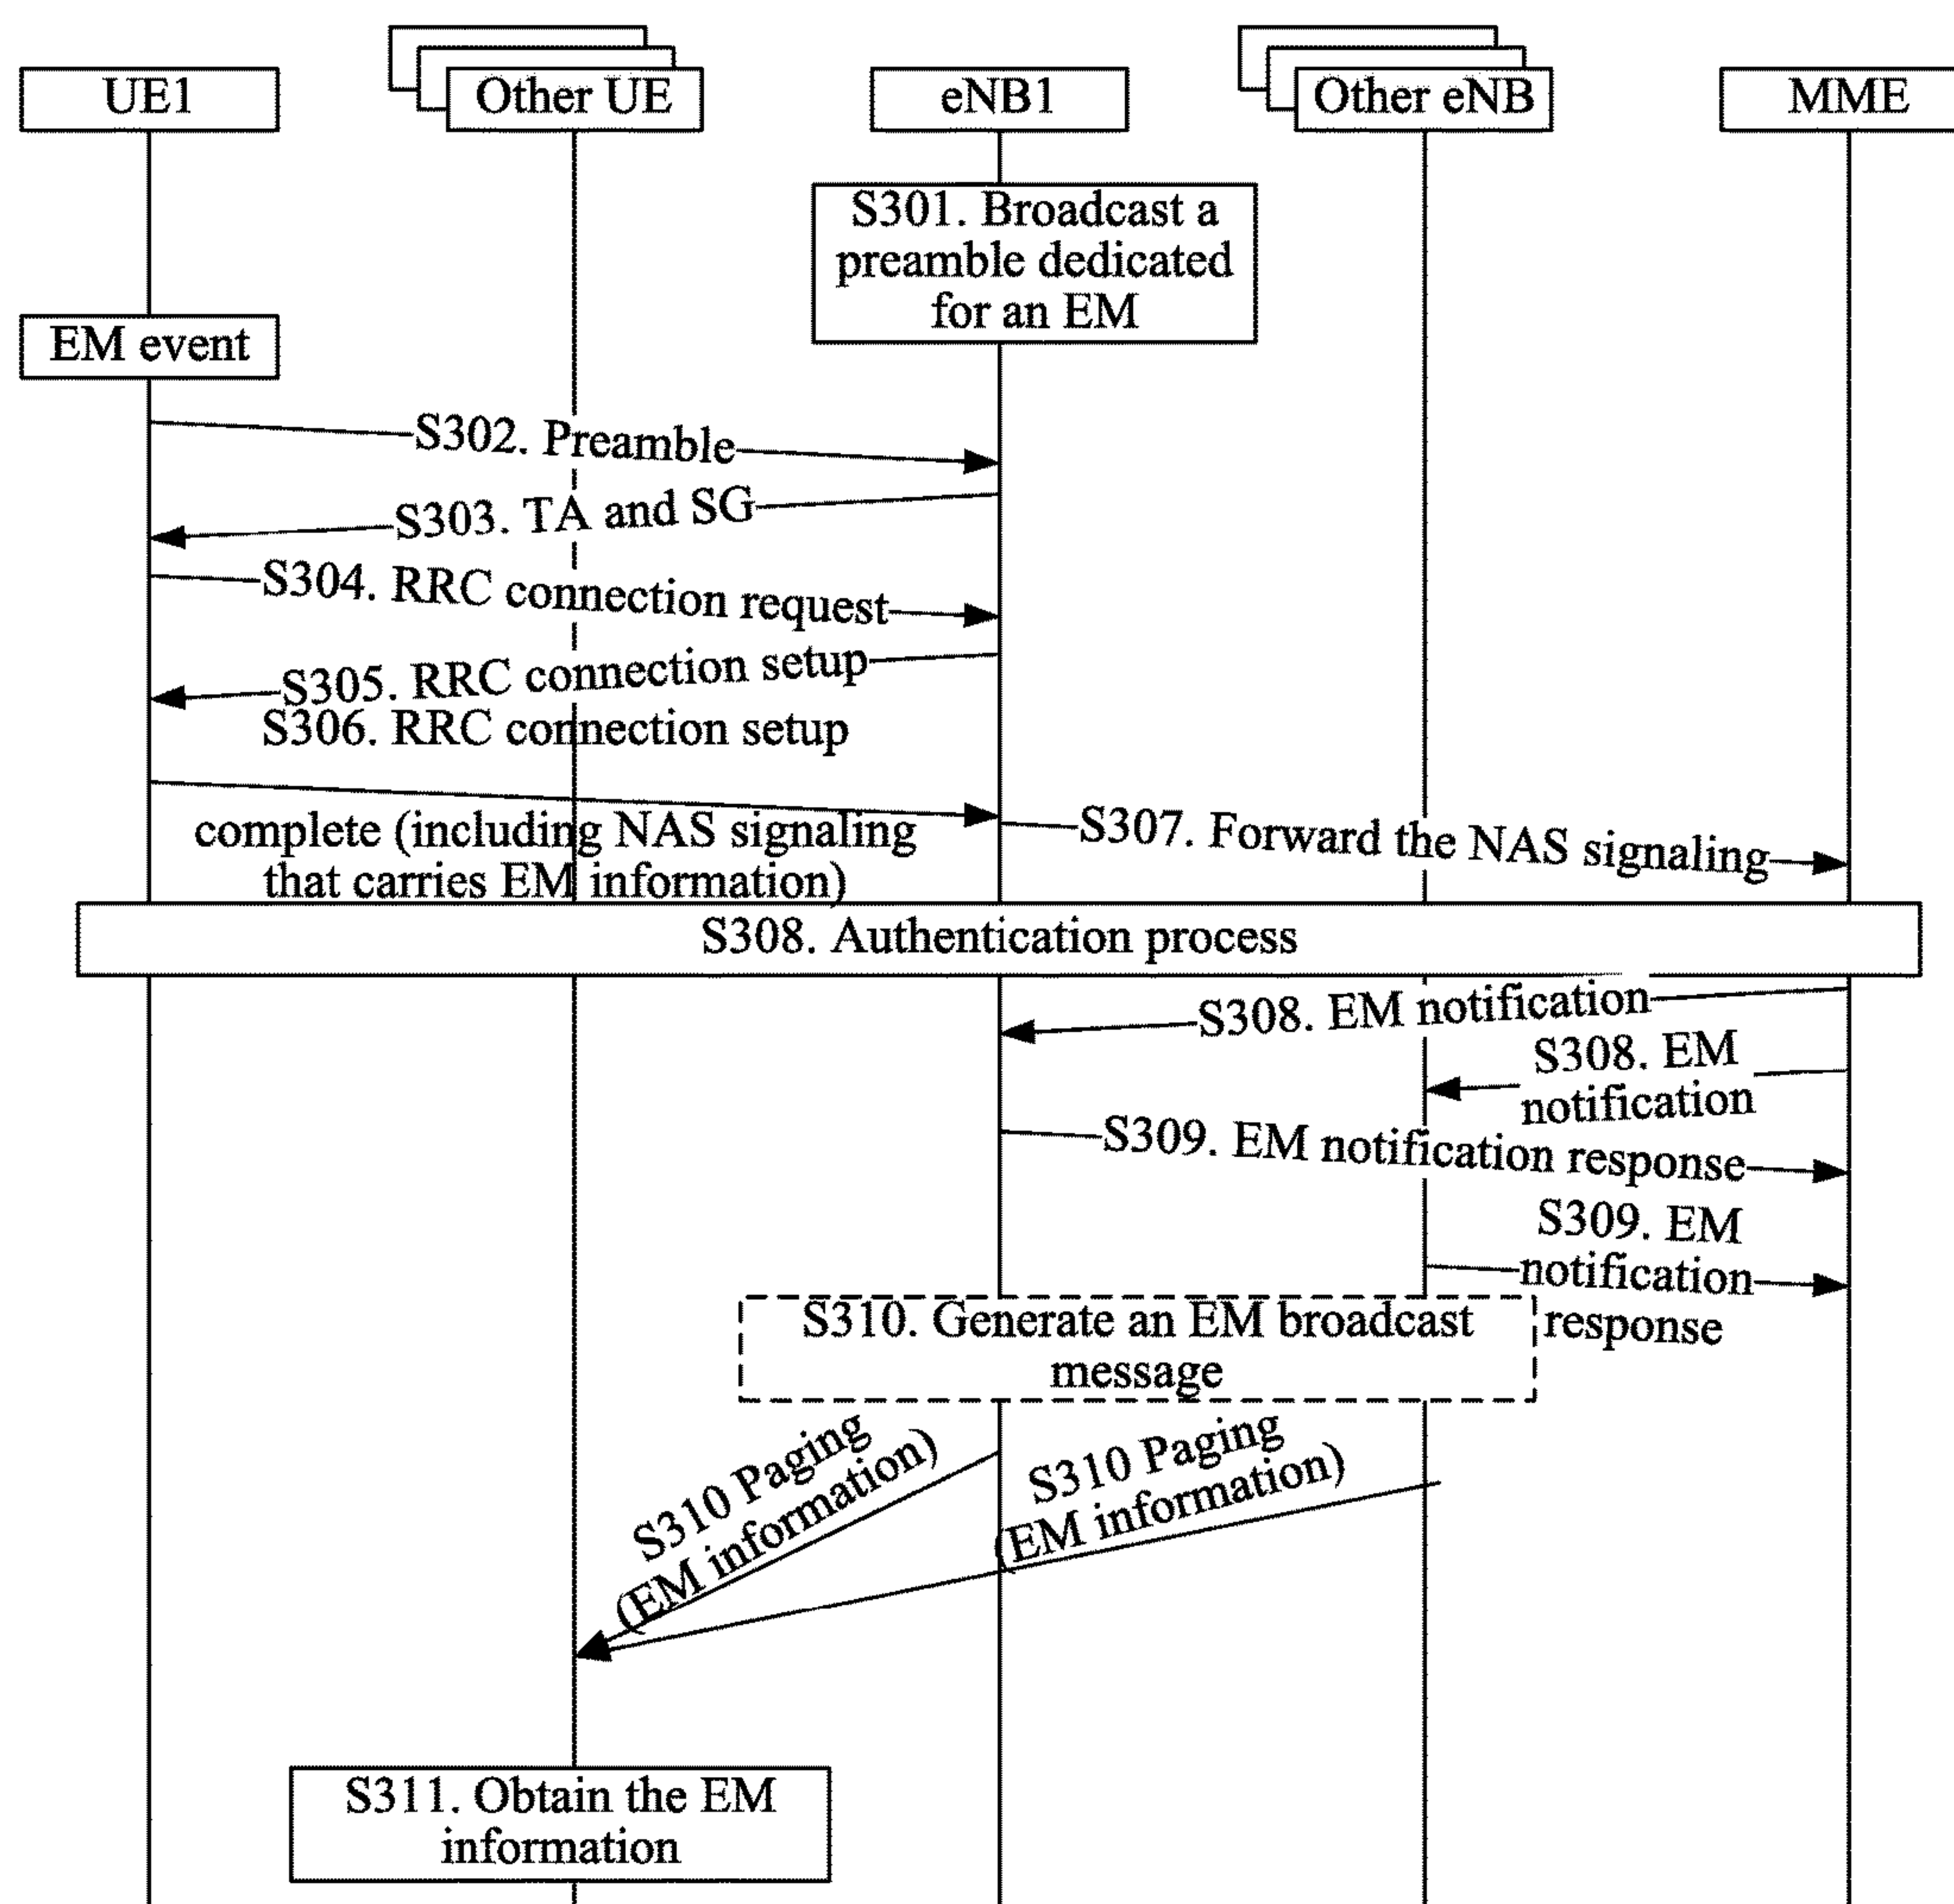 UE1
Other UE
eNB1
Other eNB
MME
S301. Broadcast a
preamble dedicated
for an EM
EM event
S302. Preamble
S303. TA and SG
S304. RRC connection request
S305. RRC connection setup
S306. RRC connection setup
complete (including NAS signaling
that carries EM information)
S307. Forward the NAS signaling
S308. Authentication process
S308. EM notification
S308. EM
notification
S309. EM notification response
S309. EM
notification
response
S310. Generate an EM broadcast
message
S310 Paging
(EM information)
S310 Paging
(EM information)
S311. Obtain the EM
information